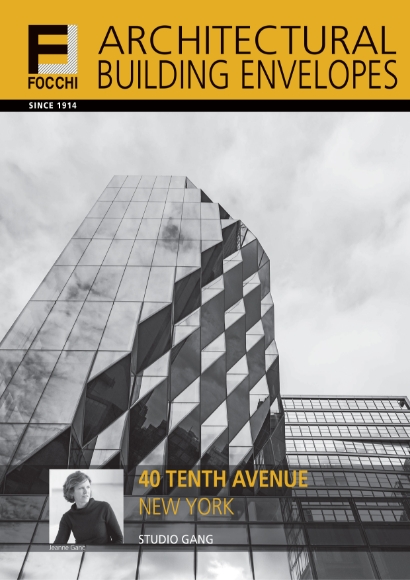 ARCHITECTURAL
BUILDING ENVELOPES
FOCCHI
SINCE 1914
40 TENTH AVENUE
NEW YORK
STUDIO GANG
Jeanne Gang